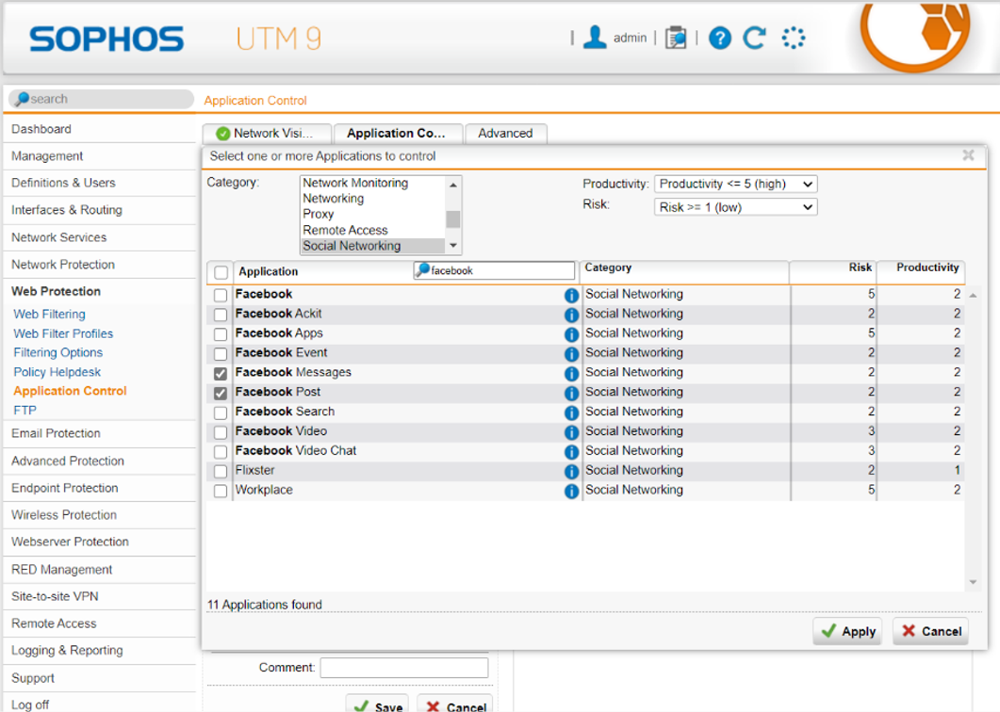 SOPHOS UTM 9 | admin | | ?
search Application Control
Dashboard
Management
Definitions & Users
Interfaces & Routing
Network Services
Network Protection
Web Protection
Web Filtering
Web Filter Profiles
Filtering Options
Policy Helpdesk
Application Control
FTP
Email Protection
Advanced Protection
Endpoint Protection
Wireless Protection
Webserver Protection
RED Management
Site-to-site VPN
Remote Access
Logging & Reporting
Support
Log off
Network Visi... Application Co... Advanced
Select one or more Applications to control
Category:
Network Monitoring
Networking
Proxy
Remote Access
Social Networking
Productivity: Productivity <= 5 (high)
Risk: Risk >= 1 (low)
Application facebook Category Risk Productivity
Facebook Social Networking 5 2
Facebook Ackit Social Networking 2 2
Facebook Apps Social Networking 5 2
Facebook Event Social Networking 2 2
Facebook Messages Social Networking 2 2
Facebook Post Social Networking 2 2
Facebook Search Social Networking 2 2
Facebook Video Social Networking 3 2
Facebook Video Chat Social Networking 3 2
Flixster Social Networking 2 1
Workplace Social Networking 5 2
11 Applications found
Apply Cancel
Comment:
Save Cancel